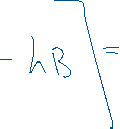 - hB] =